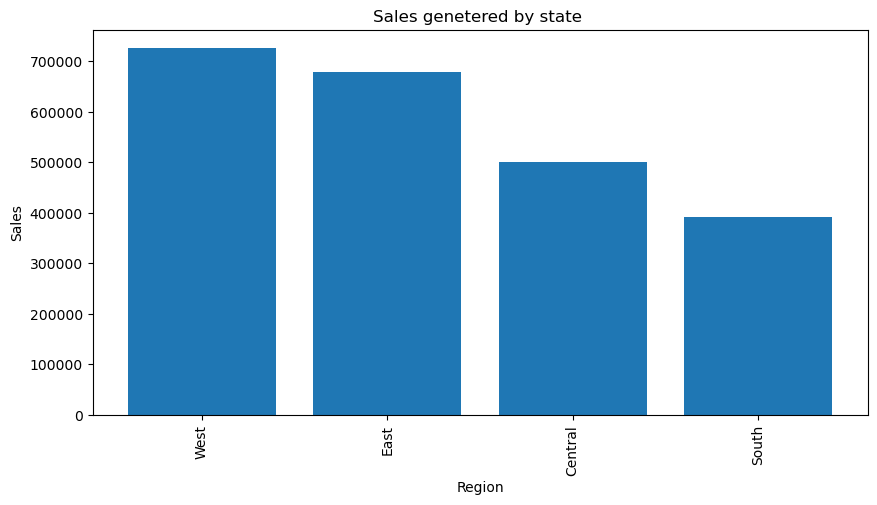 Sales genetered by state
700000
600000
500000
400000
300000
200000
100000
0
Sales
West
East
Central
South
Region